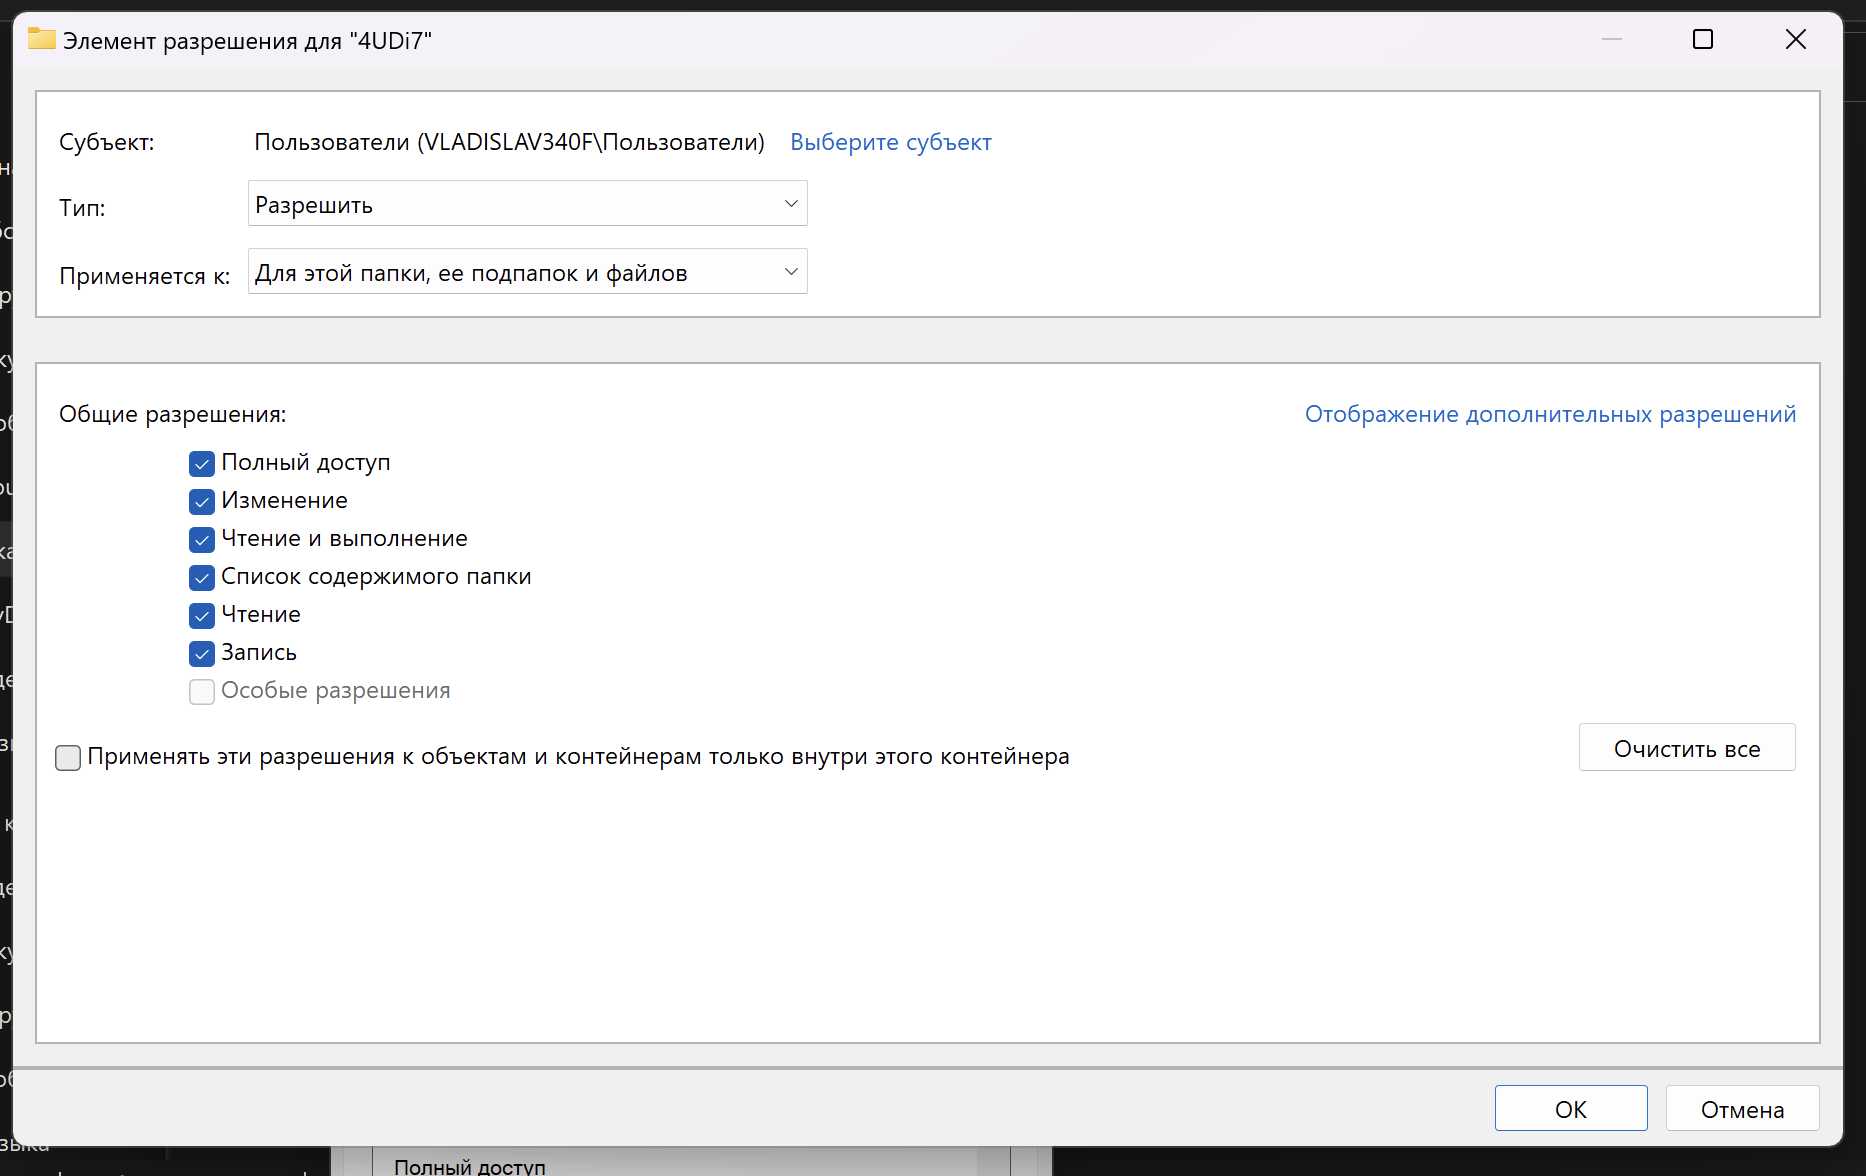 Элемент разрешения для "4UDi7"
Субъект: Пользователи (VLADISLAV340F\Пользователи) Выберите субъект
Тип: Разрешить
Применяется к: Для этой папки, ее подпапок и файлов
Общие разрешения: Отображение дополнительных разрешений
Полный доступ
Изменение
Чтение и выполнение
Список содержимого папки
Чтение
Запись
Особые разрешения
Применять эти разрешения к объектам и контейнерам только внутри этого контейнера
Очистить все
ОК Отмена
Полный доступ